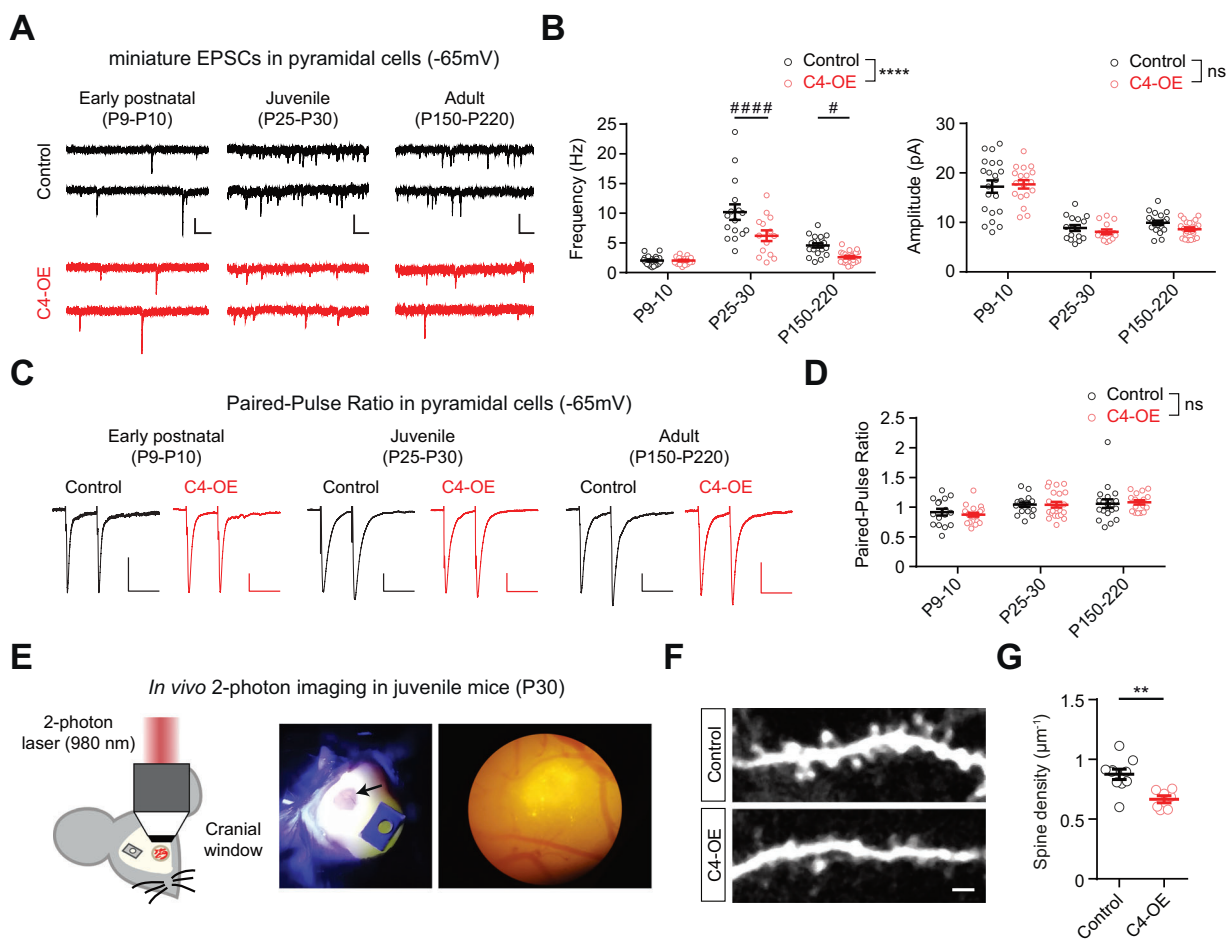 A
miniature EPSCs in pyramidal cells (-65mV)
Early postnatal
(P9-P10)
Juvenile
(P25-P30)
Adult
(P150-P220)
Control
C4-OE
B
Control
C4-OE
****
####
#
Frequency (Hz)
25
20
15
10
5
0
P9-10
P25-30
P150-220
Control
C4-OE
ns
Amplitude (pA)
30
20
10
0
P9-10
P25-30
P150-220
C
Paired-Pulse Ratio in pyramidal cells (-65mV)
Early postnatal
(P9-P10)
Juvenile
(P25-P30)
Adult
(P150-P220)
Control
C4-OE
Control
C4-OE
Control
C4-OE
D
Control
C4-OE
ns
Paired-Pulse Ratio
2.5
2
1.5
1
0.5
0
P9-10
P25-30
P150-220
E
In vivo 2-photon imaging in juvenile mice (P30)
2-photon
laser (980 nm)
Cranial
window
F
Control
C4-OE
G
**
Spine density (µm⁻¹)
1.5
1
0.5
0
Control
C4-OE